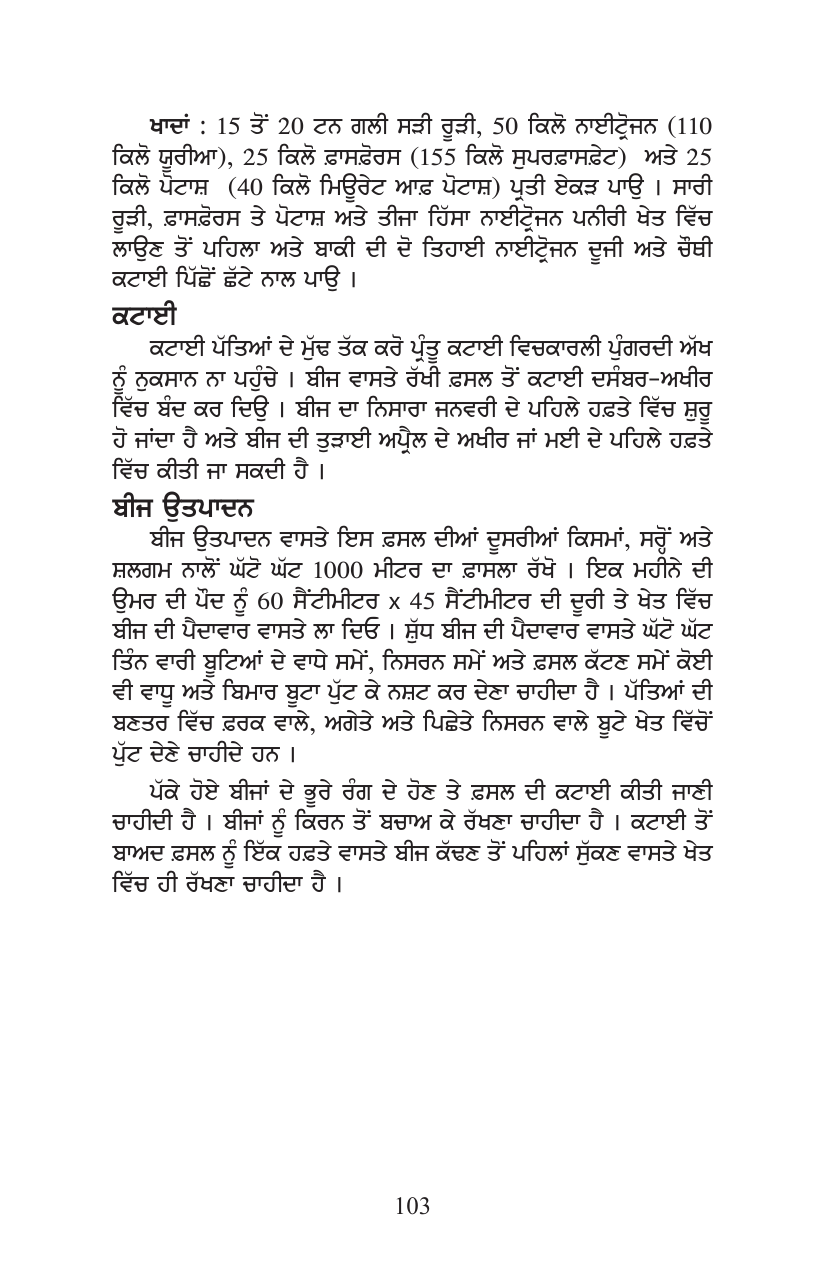 ਖਾਦਾਂ : 15 ਤੋਂ 20 ਟਨ ਗਲੀ ਸੜੀ ਰੂੜੀ, 50 ਕਿਲੋ ਨਾਈਟ੍ਰੋਜਨ (110
ਕਿਲੋ ਯੂਰੀਆ), 25 ਕਿਲੋ ਫ਼ਾਸਫ਼ੋਰਸ (155 ਕਿਲੋ ਸੁਪਰਫ਼ਾਸਫ਼ੇਟ) ਅਤੇ 25
ਕਿਲੋ ਪੋਟਾਸ਼ (40 ਕਿਲੋ ਮਿਊਰੇਟ ਆਫ਼ ਪੋਟਾਸ਼) ਪ੍ਰਤੀ ਏਕੜ ਪਾਉ । ਸਾਰੀ
ਰੂੜੀ, ਫ਼ਾਸਫ਼ੋਰਸ ਤੇ ਪੋਟਾਸ਼ ਅਤੇ ਤੀਜਾ ਹਿੱਸਾ ਨਾਈਟ੍ਰੋਜਨ ਪਨੀਰੀ ਖੇਤ ਵਿੱਚ
ਲਾਉਣ ਤੋਂ ਪਹਿਲਾ ਅਤੇ ਬਾਕੀ ਦੀ ਦੋ ਤਿਹਾਈ ਨਾਈਟ੍ਰੋਜਨ ਦੂਜੀ ਅਤੇ ਚੌਥੀ
ਕਟਾਈ ਪਿੱਛੋਂ ਛੱਟੇ ਨਾਲ ਪਾਉ ।
ਕਟਾਈ
ਕਟਾਈ ਪੱਤਿਆਂ ਦੇ ਮੁੱਢ ਤੱਕ ਕਰੋ ਪ੍ਰੰਤੂ ਕਟਾਈ ਵਿਚਕਾਰਲੀ ਪੁੰਗਰਦੀ ਅੱਖ
ਨੂੰ ਨੁਕਸਾਨ ਨਾ ਪਹੁੰਚੇ । ਬੀਜ ਵਾਸਤੇ ਰੱਖੀ ਫ਼ਸਲ ਤੋਂ ਕਟਾਈ ਦਸੰਬਰ-ਅਖੀਰ
ਵਿੱਚ ਬੰਦ ਕਰ ਦਿਉ । ਬੀਜ ਦਾ ਨਿਸਾਰਾ ਜਨਵਰੀ ਦੇ ਪਹਿਲੇ ਹਫ਼ਤੇ ਵਿੱਚ ਸ਼ੁਰੂ
ਹੋ ਜਾਂਦਾ ਹੈ ਅਤੇ ਬੀਜ ਦੀ ਤੁੜਾਈ ਅਪ੍ਰੈਲ ਦੇ ਅਖੀਰ ਜਾਂ ਮਈ ਦੇ ਪਹਿਲੇ ਹਫ਼ਤੇ
ਵਿੱਚ ਕੀਤੀ ਜਾ ਸਕਦੀ ਹੈ ।
ਬੀਜ ਉਤਪਾਦਨ
ਬੀਜ ਉਤਪਾਦਨ ਵਾਸਤੇ ਇਸ ਫ਼ਸਲ ਦੀਆਂ ਦੂਸਰੀਆਂ ਕਿਸਮਾਂ, ਸਰ੍ਹੋਂ ਅਤੇ
ਸ਼ਲਗਮ ਨਾਲੋਂ ਘੱਟੋ ਘੱਟ 1000 ਮੀਟਰ ਦਾ ਫ਼ਾਸਲਾ ਰੱਖੋ । ਇਕ ਮਹੀਨੇ ਦੀ
ਉਮਰ ਦੀ ਪੌਦ ਨੂੰ 60 ਸੈਂਟੀਮੀਟਰ x 45 ਸੈਂਟੀਮੀਟਰ ਦੀ ਦੂਰੀ ਤੇ ਖੇਤ ਵਿੱਚ
ਬੀਜ ਦੀ ਪੈਦਾਵਾਰ ਵਾਸਤੇ ਲਾ ਦਿਓ । ਸ਼ੁੱਧ ਬੀਜ ਦੀ ਪੈਦਾਵਾਰ ਵਾਸਤੇ ਘੱਟੋ ਘੱਟ
ਤਿੰਨ ਵਾਰੀ ਬੂਟਿਆਂ ਦੇ ਵਾਧੇ ਸਮੇਂ, ਨਿਸਰਨ ਸਮੇਂ ਅਤੇ ਫ਼ਸਲ ਕੱਟਣ ਸਮੇਂ ਕੋਈ
ਵੀ ਵਾਧੂ ਅਤੇ ਬਿਮਾਰ ਬੂਟਾ ਪੁੱਟ ਕੇ ਨਸ਼ਟ ਕਰ ਦੇਣਾ ਚਾਹੀਦਾ ਹੈ । ਪੱਤਿਆਂ ਦੀ
ਬਣਤਰ ਵਿੱਚ ਫ਼ਰਕ ਵਾਲੇ, ਅਗੇਤੇ ਅਤੇ ਪਿਛੇਤੇ ਨਿਸਰਨ ਵਾਲੇ ਬੂਟੇ ਖੇਤ ਵਿੱਚੋਂ
ਪੁੱਟ ਦੇਣੇ ਚਾਹੀਦੇ ਹਨ ।
ਪੱਕੇ ਹੋਏ ਬੀਜਾਂ ਦੇ ਭੂਰੇ ਰੰਗ ਦੇ ਹੋਣ ਤੇ ਫ਼ਸਲ ਦੀ ਕਟਾਈ ਕੀਤੀ ਜਾਣੀ
ਚਾਹੀਦੀ ਹੈ । ਬੀਜਾਂ ਨੂੰ ਕਿਰਨ ਤੋਂ ਬਚਾਅ ਕੇ ਰੱਖਣਾ ਚਾਹੀਦਾ ਹੈ । ਕਟਾਈ ਤੋਂ
ਬਾਅਦ ਫ਼ਸਲ ਨੂੰ ਇੱਕ ਹਫ਼ਤੇ ਵਾਸਤੇ ਬੀਜ ਕੱਢਣ ਤੋਂ ਪਹਿਲਾਂ ਸੁੱਕਣ ਵਾਸਤੇ ਖੇਤ
ਵਿੱਚ ਹੀ ਰੱਖਣਾ ਚਾਹੀਦਾ ਹੈ ।
103